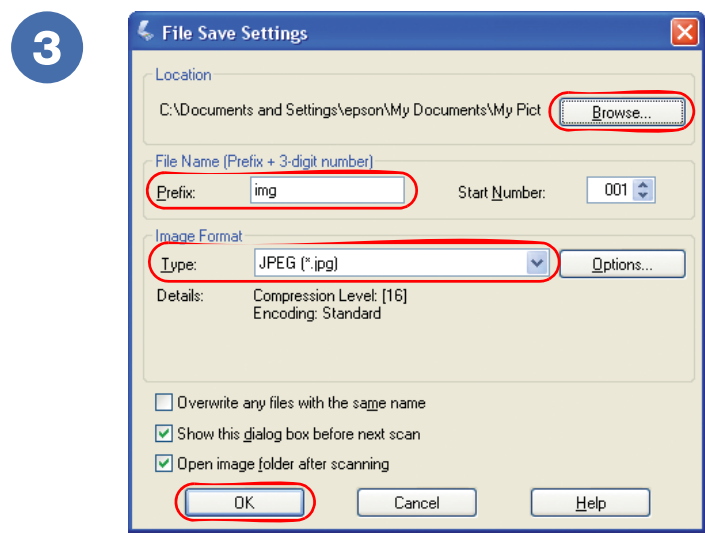 3
File Save Settings
Location
C:\Documents and Settings\epson\My Documents\My Pict Browse...
File Name (Prefix + 3-digit number)
Prefix: img Start Number: 001
Image Format
Type: JPEG (*.jpg) Options...
Details: Compression Level: [16]
Encoding: Standard
Overwrite any files with the same name
Show this dialog box before next scan
Open image folder after scanning
OK Cancel Help